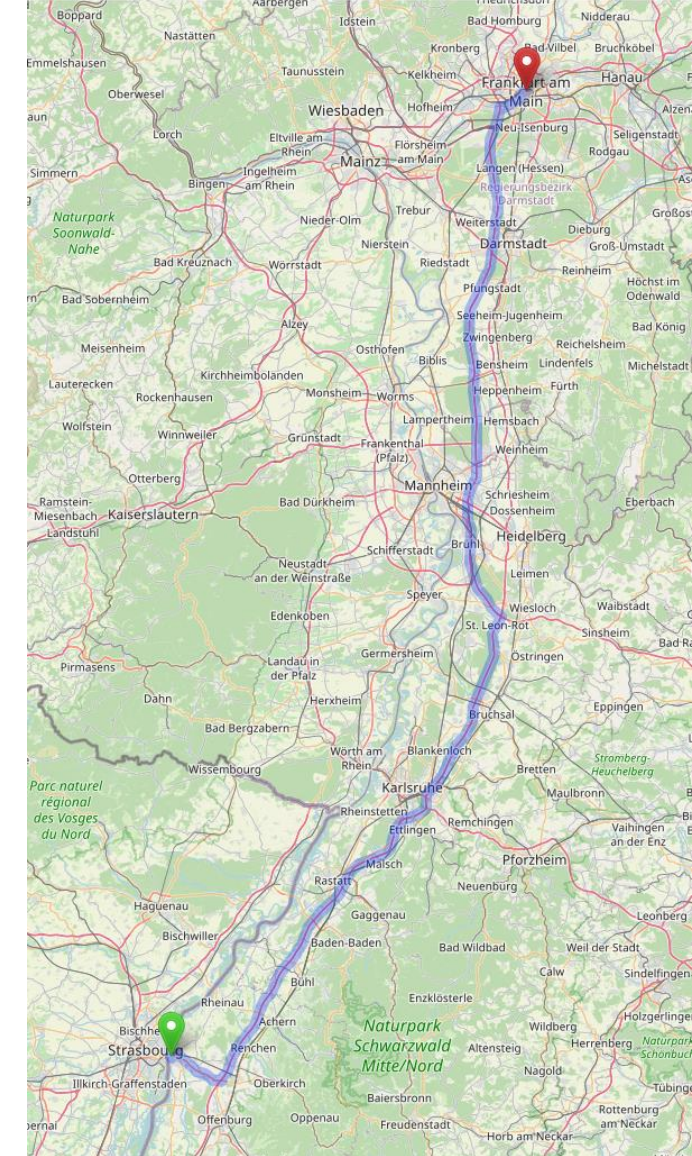 Aarbergen
Friedrichsdorf
Boppard
Idstein
Bad Homburg
Nidderau
Nastätten
Emmelshausen
Kronberg
Bad Vilbel
Bruchköbel
Taunusstein
Kelkheim
Frankfurt am
Main
Hanau
Oberwesel
Wiesbaden
Hofheim
Lorch
Eltville am
Rhein
Flörsheim
am Main
Neu-Isenburg
Seligenstadt
Mainz
Rodgau
Simmern
Bingen
Ingelheim
am Rhein
Langen (Hessen)
Regierungsbezirk
Darmstadt
Trebur
Naturpark
Soonwald-
Nahe
Nieder-Olm
Weiterstadt
Dieburg
Nierstein
Darmstadt
Groß-Umstadt
Bad Kreuznach
Wörrstadt
Riedstadt
Reinheim
Pfungstadt
Höchst im
Odenwald
Bad Sobernheim
Seeheim-Jugenheim
Alzey
Zwingenberg
Bad König
Meisenheim
Osthofen
Biblis
Reichelsheim
Bensheim
Lindenfels
Michelstadt
Lauterecken
Kirchheimbolanden
Rockenhausen
Monsheim
Worms
Heppenheim
Fürth
Wolfstein
Winnweiler
Grünstadt
Lampertheim
Hemsbach
Frankenthal
(Pfalz)
Weinheim
Otterberg
Mannheim
Ramstein-
Miesenbach
Kaiserslautern
Bad Dürkheim
Schriesheim
Dossenheim
Eberbach
Landstuhl
Heidelberg
Schifferstadt
Brühl
Neustadt
an der Weinstraße
Leimen
Speyer
Wiesloch
Waibstadt
Edenkoben
St. Leon-Rot
Sinsheim
Pirmasens
Landau in
der Pfalz
Germersheim
Östringen
Dahn
Herxheim
Bruchsal
Eppingen
Bad Bergzabern
Wörth am
Rhein
Blankenloch
Wissembourg
Bretten
Stromberg-
Heuchelberg
Parc naturel
régional
des Vosges
du Nord
Karlsruhe
Maulbronn
Rheinstetten
Ettlingen
Remchingen
Vaihingen
an der Enz
Malsch
Pforzheim
Rastatt
Neuenbürg
Haguenau
Gaggenau
Leonberg
Bischwiller
Baden-Baden
Bad Wildbad
Weil der Stadt
Calw
Sindelfingen
Bühl
Rheinau
Enzklösterle
Achern
Holzgerlingen
Bischheim
Naturpark
Schwarzwald
Mitte/Nord
Wildberg
Strasbourg
Renchen
Altensteig
Herrenberg
Naturpark
Schönbuch
Illkirch-Graffenstaden
Oberkirch
Nagold
Baiersbronn
Offenburg
Oppenau
Freudenstadt
Rottenburg
am Neckar
Horb am Neckar